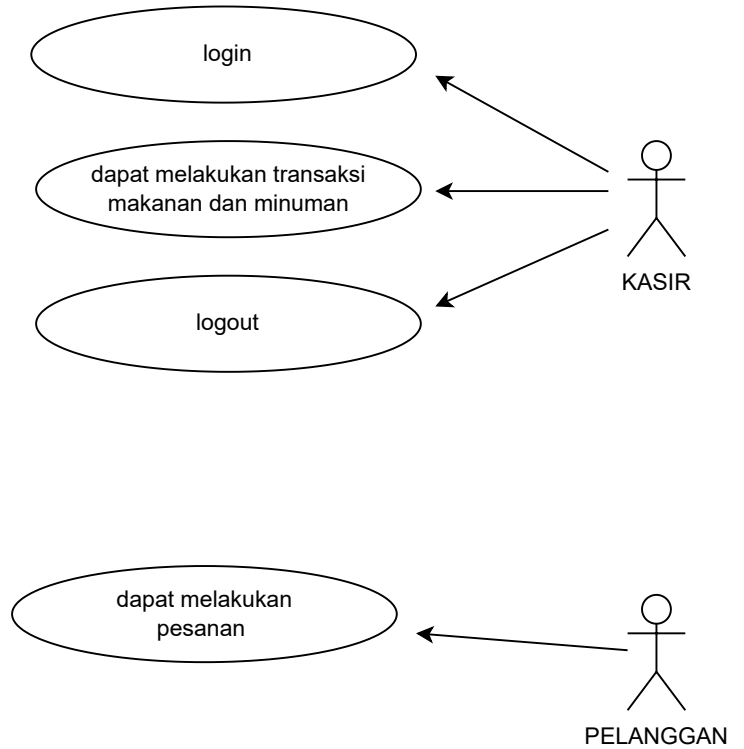 login
dapat melakukan transaksi
makanan dan minuman
KASIR
logout
dapat melakukan
pesanan
PELANGGAN